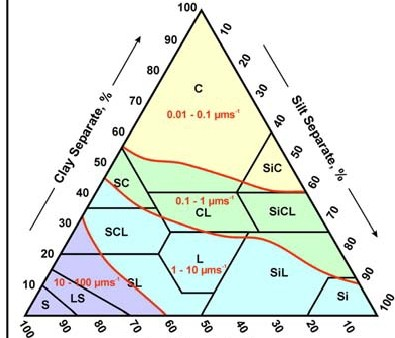 100
90
80
70
60
50
40
30
20
10
Clay Separate, %
10
20
30
40
50
60
70
80
90
100
Silt Separate, %
C
0.01 - 0.1 µms⁻¹
SiC
SC
0.1 - 1 µms⁻¹
CL
SiCL
SCL
L
1 - 10 µms⁻¹
SiL
10 - 100 µms⁻¹
SL
S
LS
Si
100
90
80
70
60
50
40
30
20
10